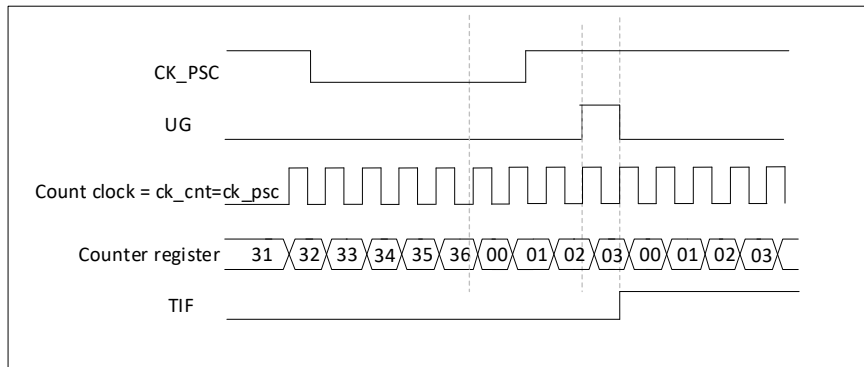 CK_PSC
UG
Count clock = ck_cnt=ck_psc
Counter register 31 32 33 34 35 36 00 01 02 03 00 01 02 03
TIF